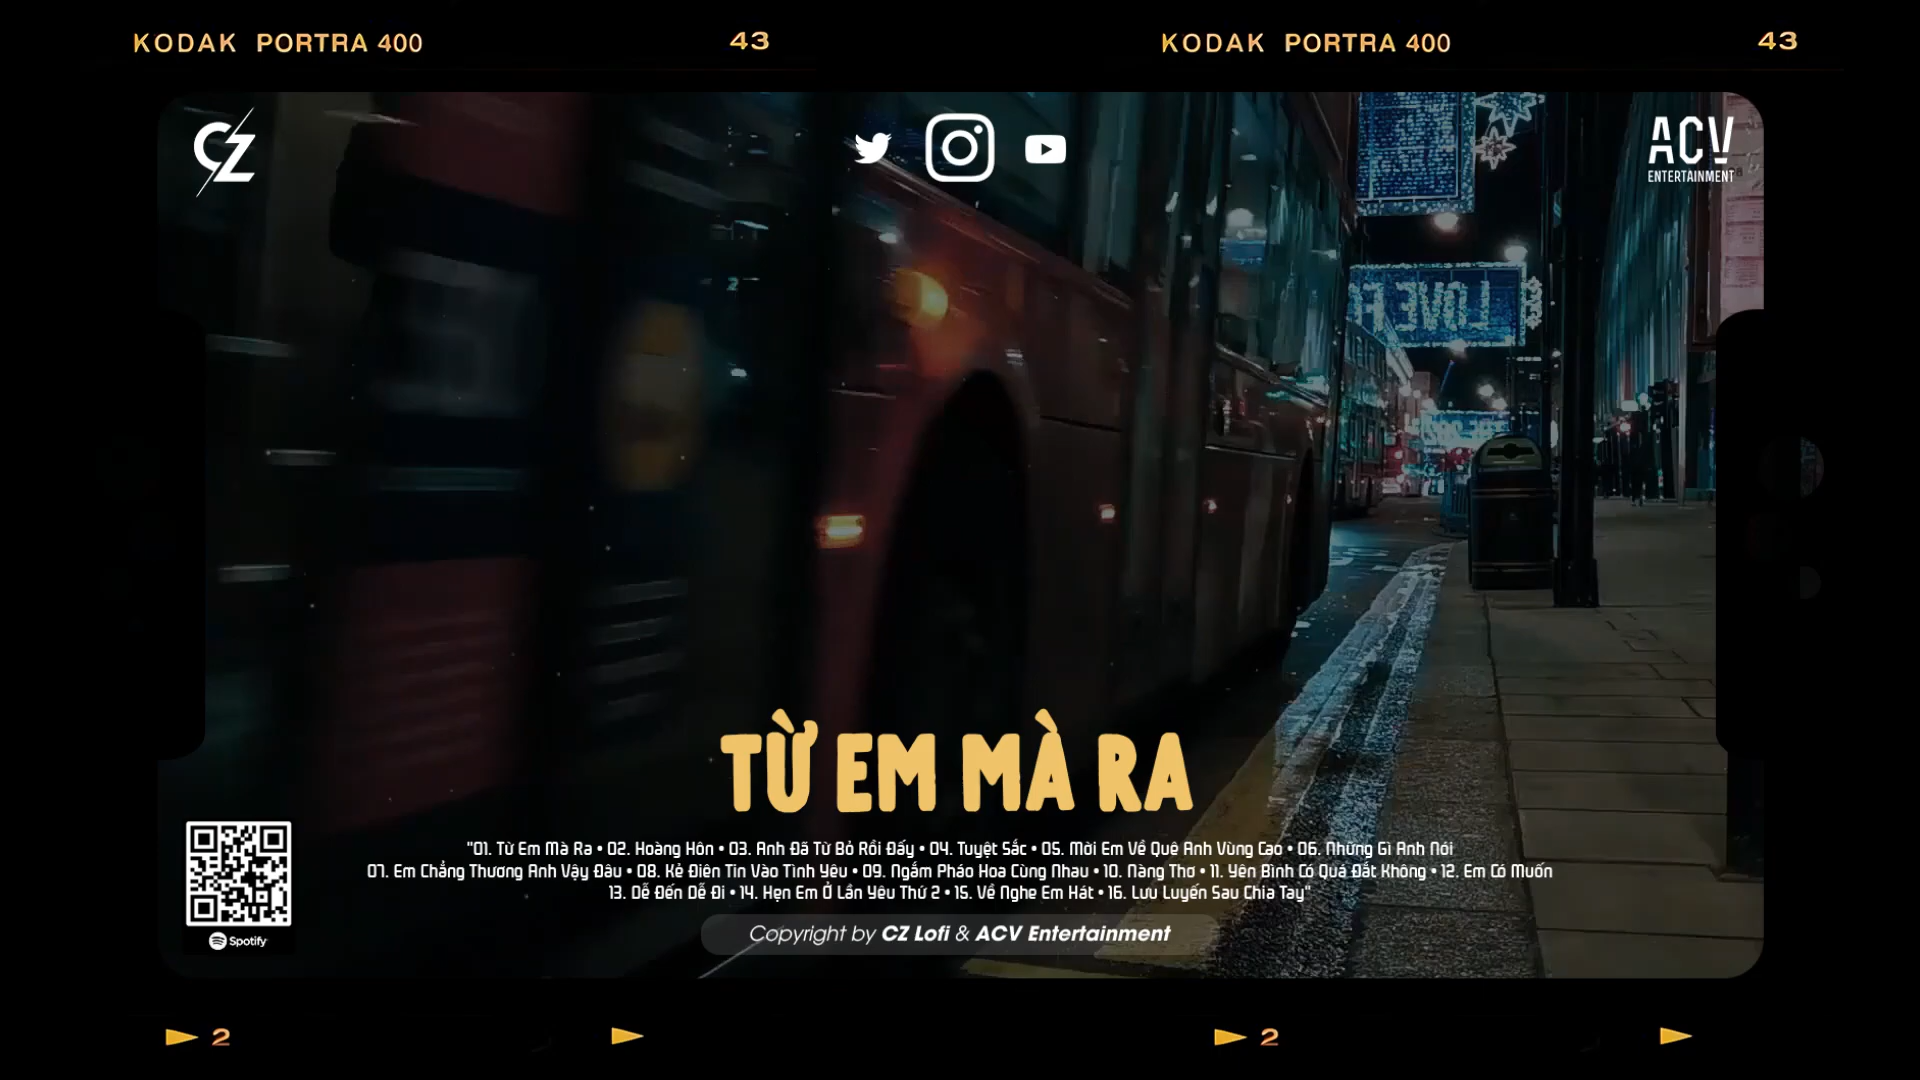 KODAK PORTRA 400 43 KODAK PORTRA 400 43
CZ
ACV
ENTERTAINMENT
TỪ EM MÀ RA
"01. Từ Em Mà Ra • 02. Hoàng Hôn • 03. Anh Đã Từ Bỏ Rồi Đấy • 04. Tuyệt Sắc • 05. Mời Em Về Quê Anh Vùng Cao • 06. Những Gì Anh Nói
07. Em Chẳng Thương Anh Vậy Đâu • 08. Kẻ Điên Tin Vào Tình Yêu • 09. Ngắm Pháo Hoa Cùng Nhau • 10. Nàng Thơ • 11. Yên Bình Có Quá Đắt Không • 12. Em Có Muốn
13. Dễ Đến Dễ Đi • 14. Hẹn Em Ở Lần Yêu Thứ 2 • 15. Về Nghe Em Hát • 16. Lưu Luyến Sau Chia Tay"
Spotify
Copyright by CZ Lofi & ACV Entertainment
2 2